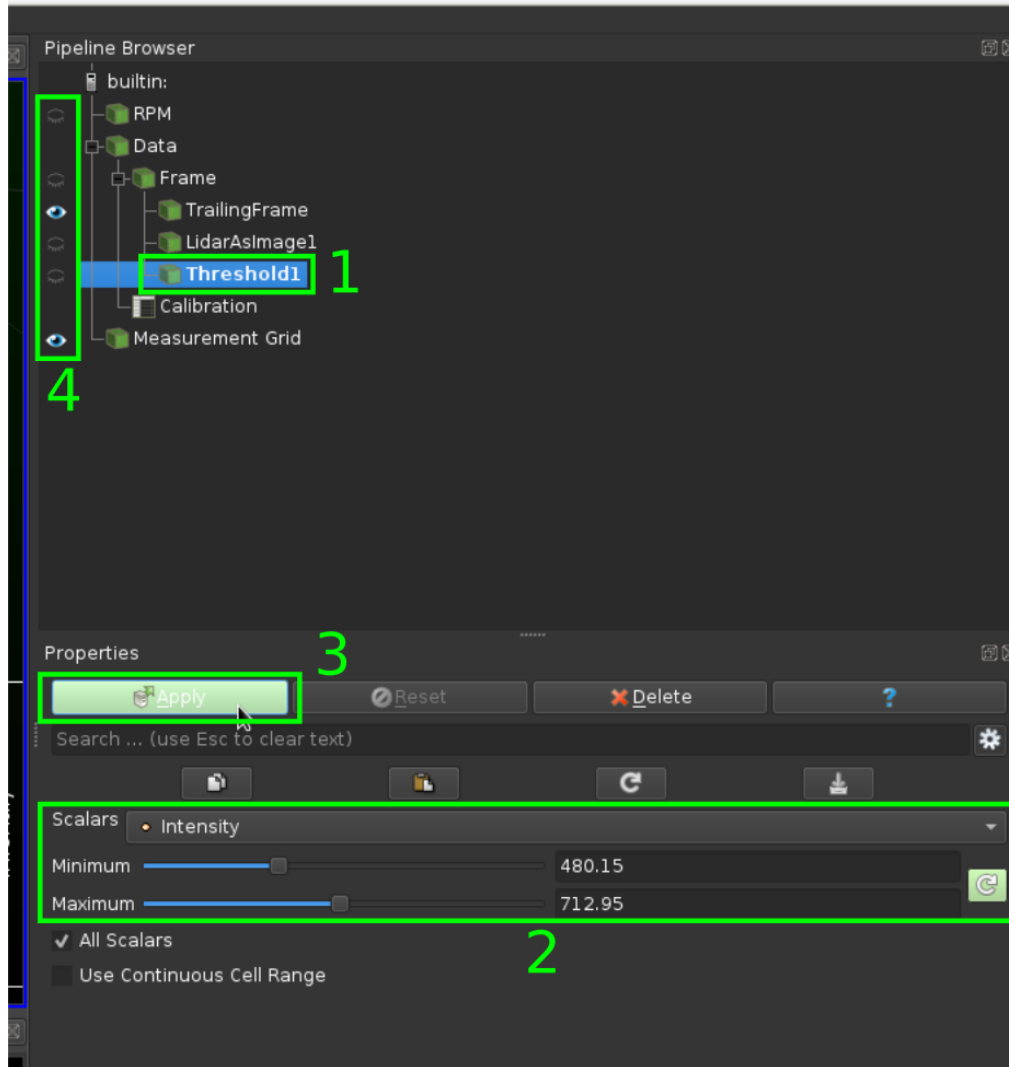 Pipeline Browser
builtin:
RPM
Data
Frame
TrailingFrame
LidarAsImage1
Threshold1
1
Calibration
Measurement Grid
4
3
Properties
Apply
Reset
Delete
?
Search ... (use Esc to clear text)
Scalars
Intensity
Minimum
480.15
Maximum
712.95
All Scalars
2
Use Continuous Cell Range